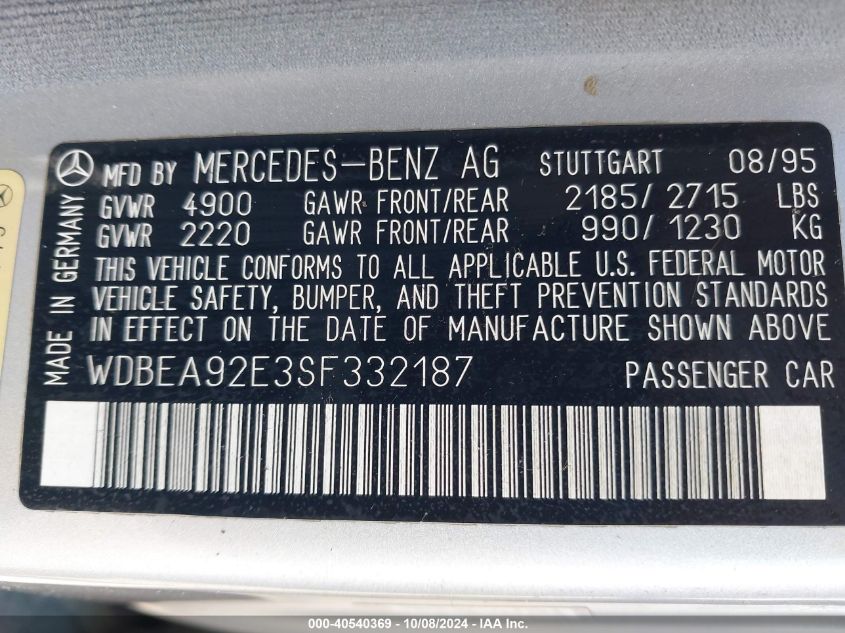 MFD BY MERCEDES-BENZ AG STUTTGART 08/95
GVWR 4900 GAWR FRONT/REAR 2185/ 2715 LBS
GVWR 2220 GAWR FRONT/REAR 990/ 1230 KG
THIS VEHICLE CONFORMS TO ALL APPLICABLE U.S. FEDERAL MOTOR
VEHICLE SAFETY, BUMPER, AND THEFT PREVENTION STANDARDS
IN EFFECT ON THE DATE OF MANUFACTURE SHOWN ABOVE
WDBEA92E3SF332187 PASSENGER CAR
MADE IN GERMANY
000-40540369 | 10/08/2024 - IAA Inc.